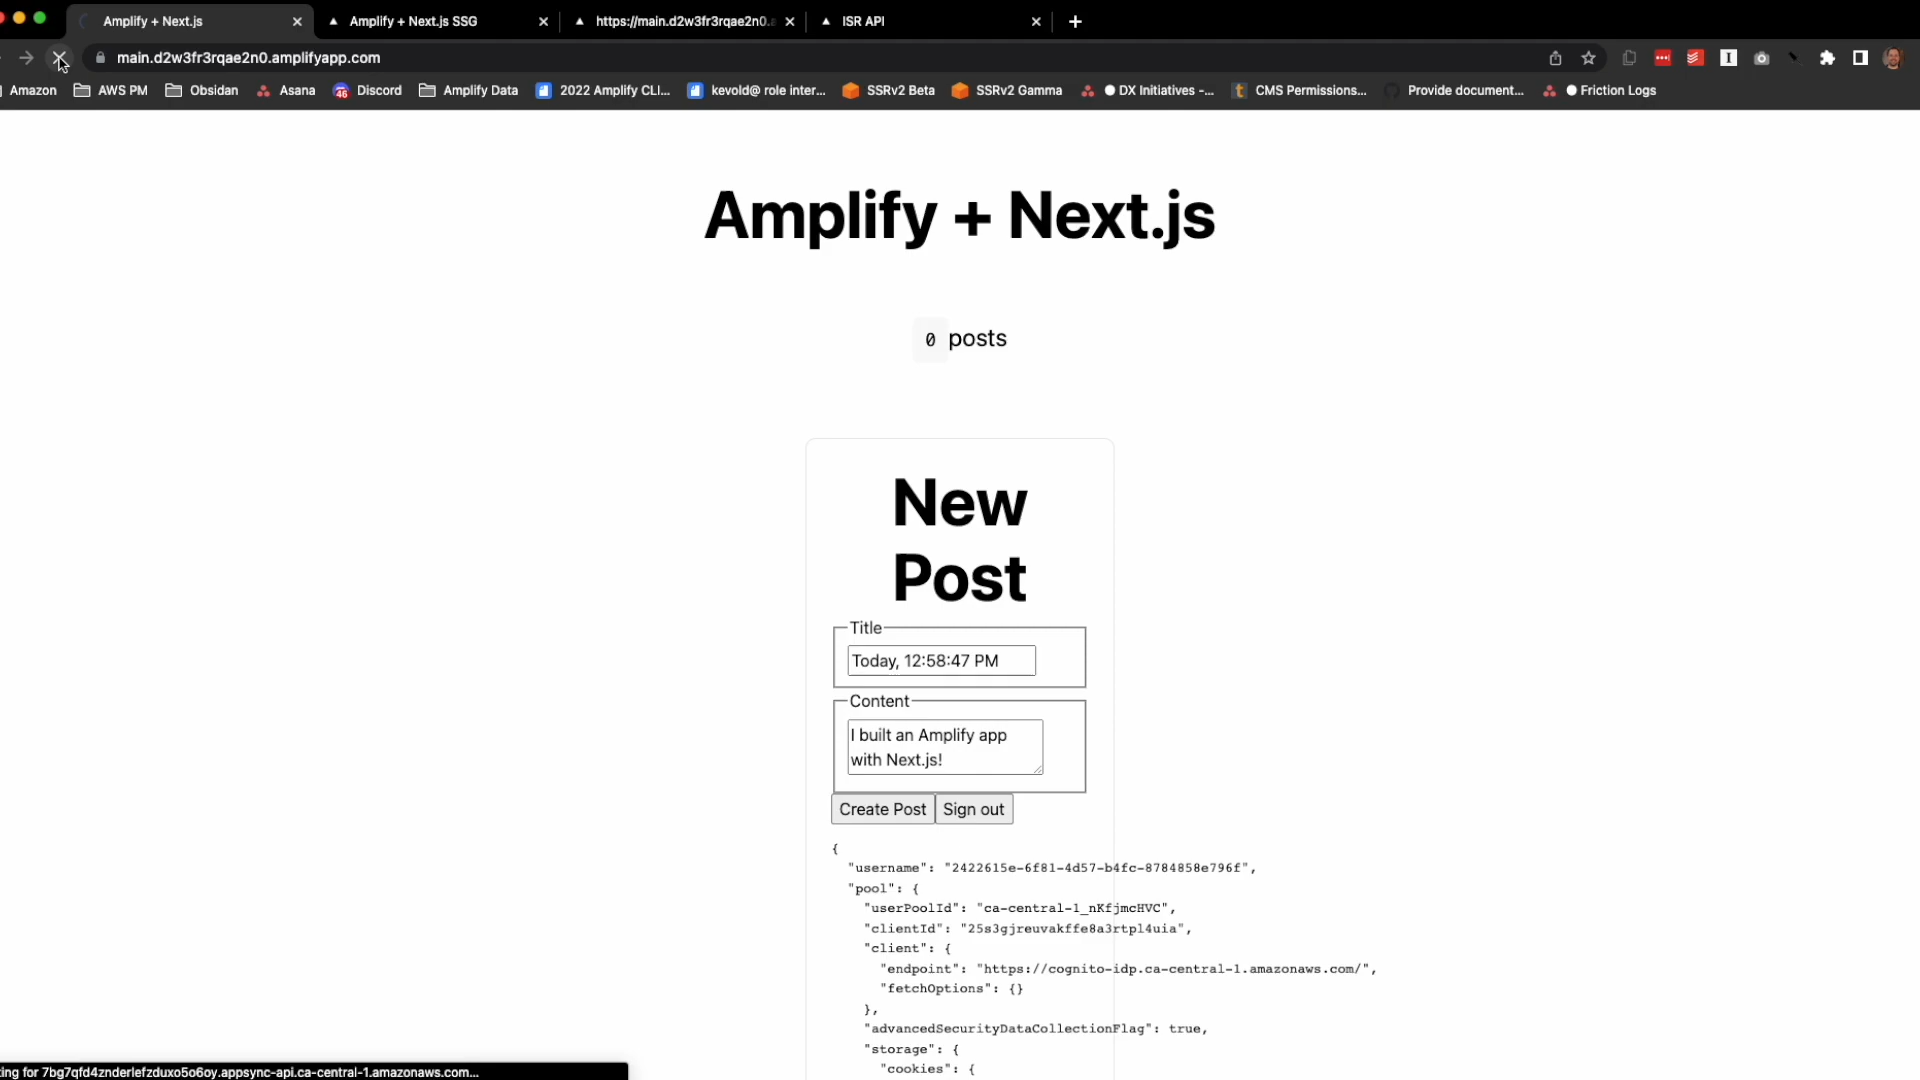 Amplify + Next.js
Amplify + Next.js SSG
https://main.d2w3fr3rqae2n0.a
ISR API
main.d2w3fr3rqae2n0.amplifyapp.com
Amazon AWS PM Obsidan Asana 46 Discord Amplify Data 2022 Amplify CLI... kevold@ role inter... SSRv2 Beta SSRv2 Gamma DX Initiatives -... t CMS Permissions... Provide document... Friction Logs
Amplify + Next.js
0 posts
New
Post
Title
Today, 12:58:47 PM
Content
I built an Amplify app
with Next.js!
Create Post Sign out
{
"username": "2422615e-6f81-4d57-b4fc-8784858e796f",
"pool": {
"userPoolId": "ca-central-1_nKfjmcHVC",
"clientId": "25s3gjreuvakffe8a3rtpl4uia",
"client": {
"endpoint": "https://cognito-idp.ca-central-1.amazonaws.com/",
"fetchOptions": {}
},
"advancedSecurityDataCollectionFlag": true,
"storage": {
"cookies": {
ing for 7bg7qfd4znderlefzduxo5o6oy.appsync-api.ca-central-1.amazonaws.com...